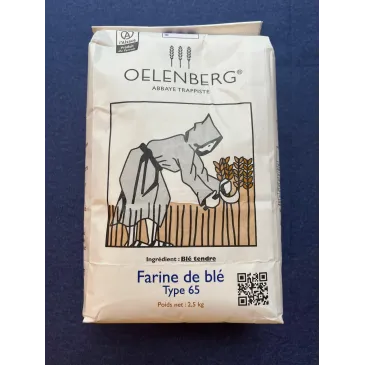 OELENBERG®
ABBAYE TRAPPISTE
Ingrédient : Blé tendre
Farine de blé
Type 65
Poids net : 2,5 kg